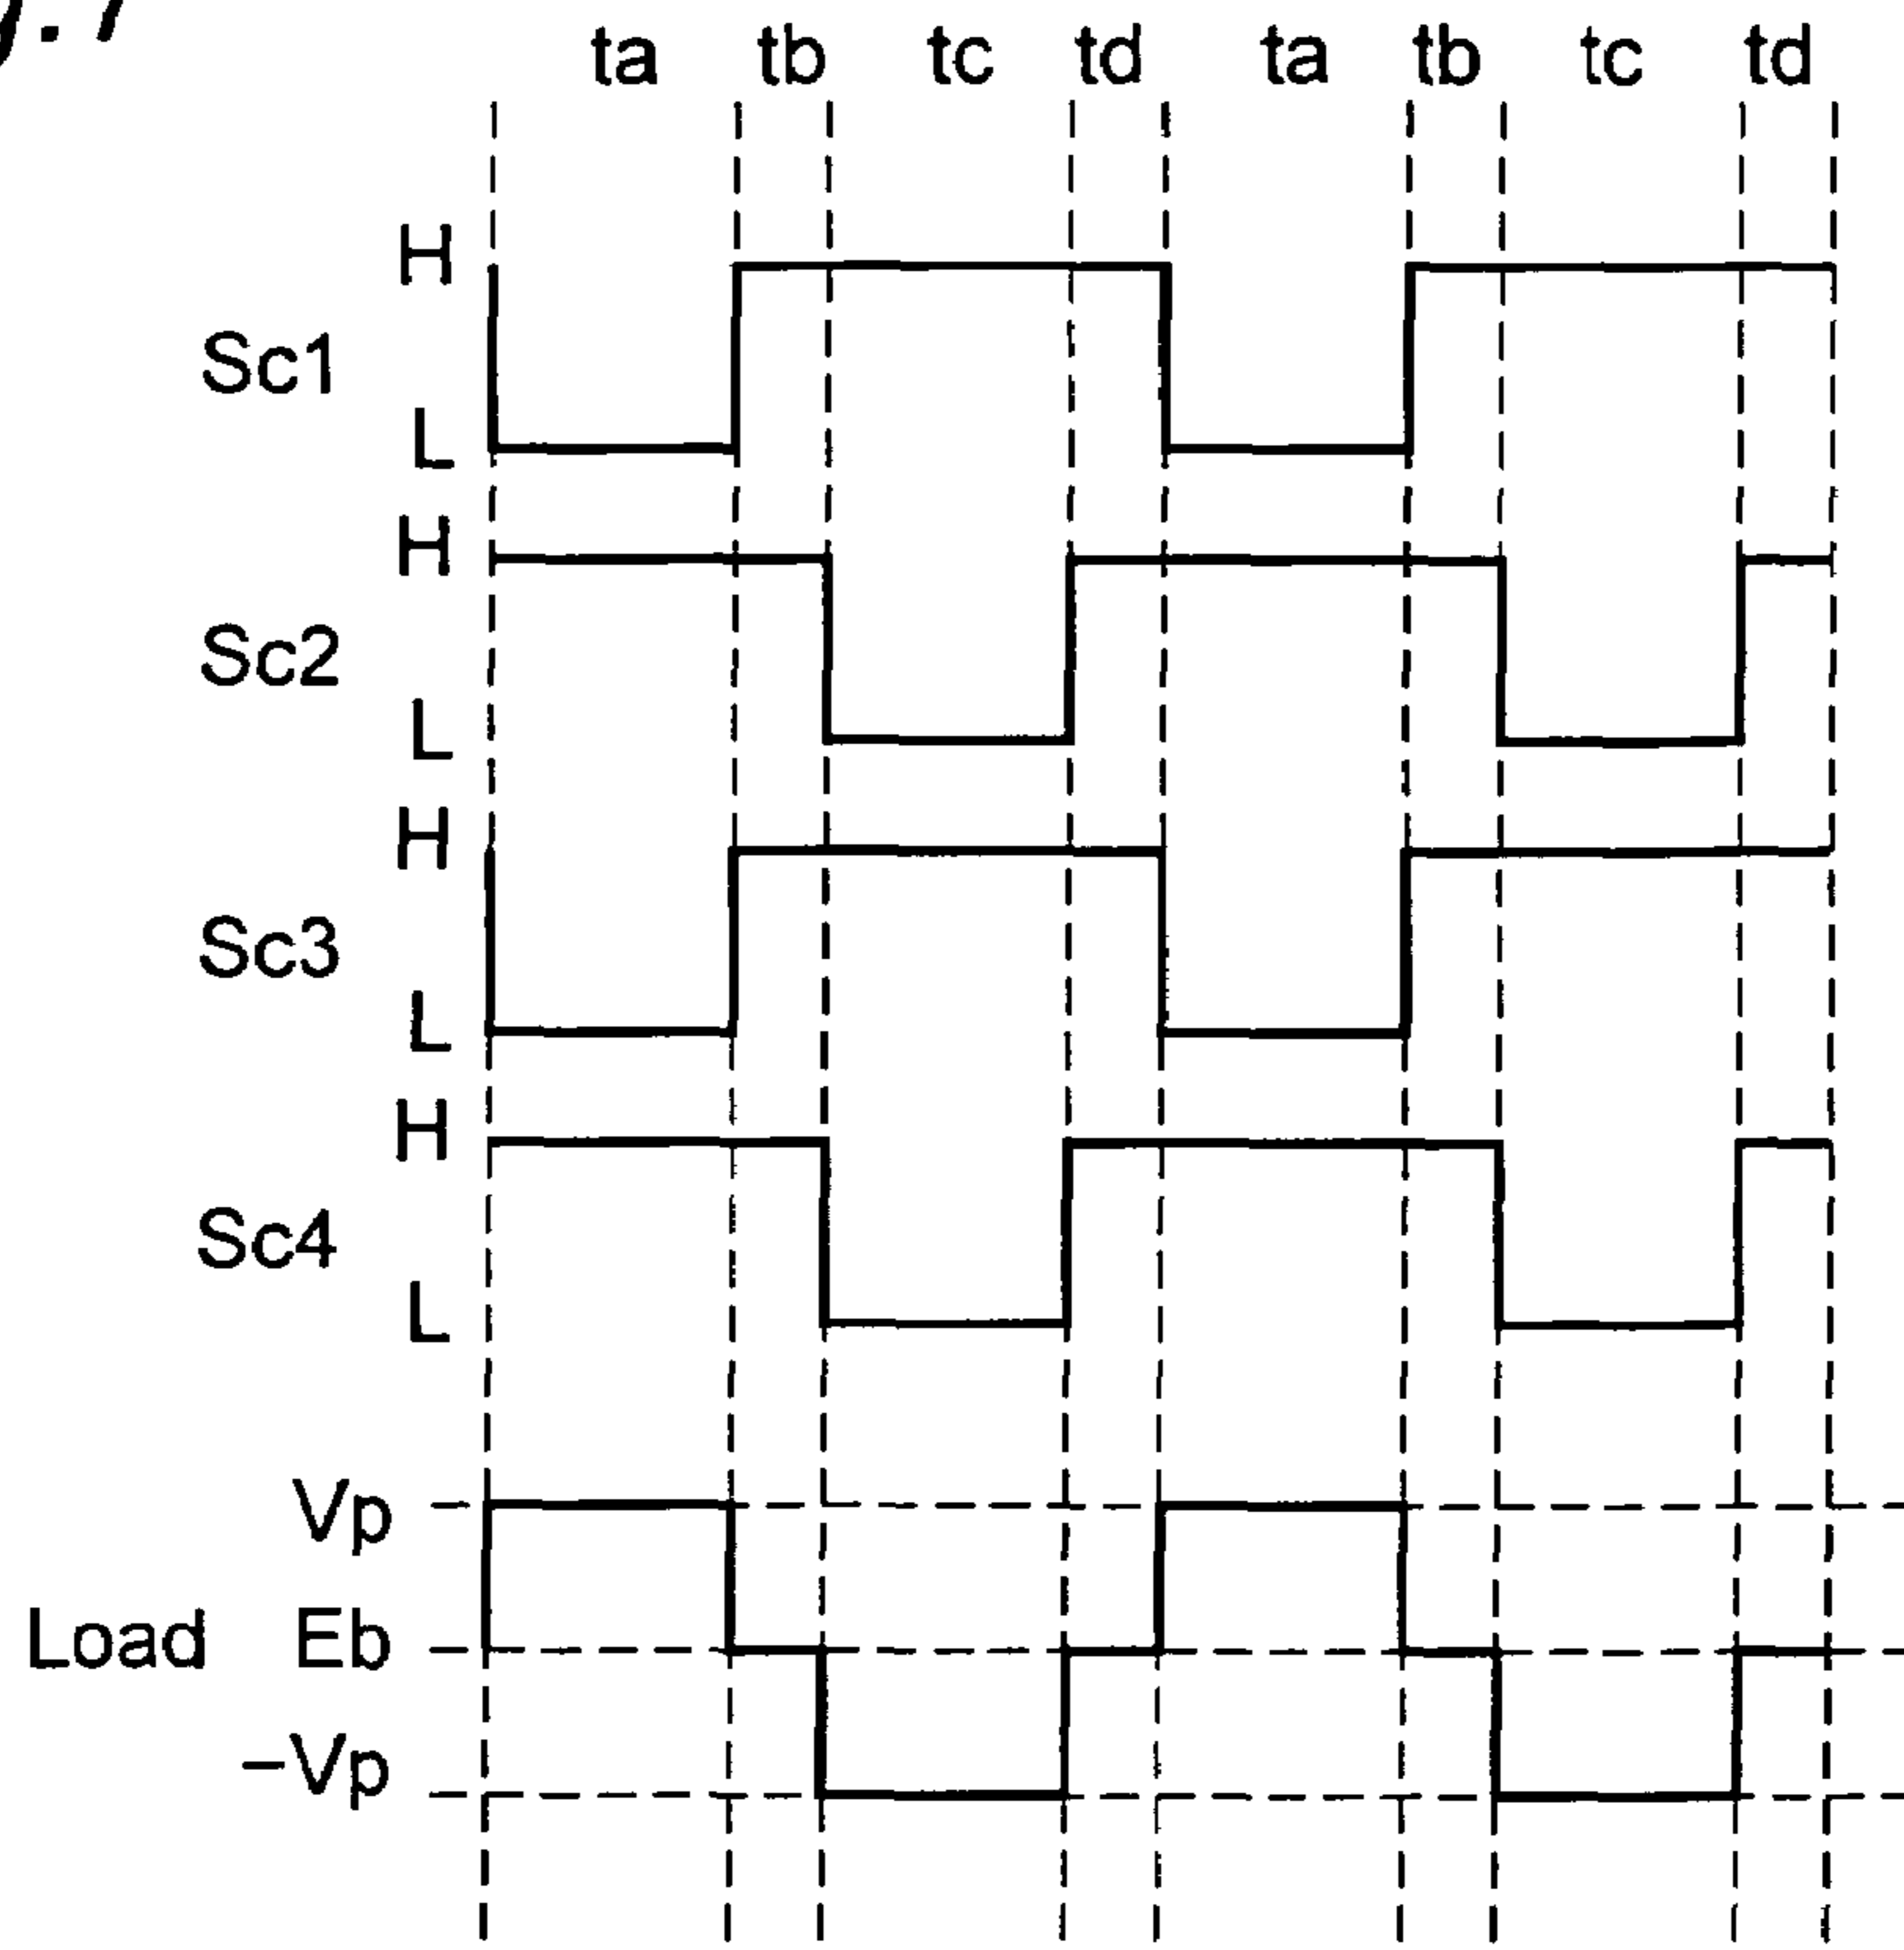 ta tb tc td ta tb tc td
H
Sc1
L
H
Sc2
L
H
Sc3
L
H
Sc4
L
Vp
Load Eb
−Vp